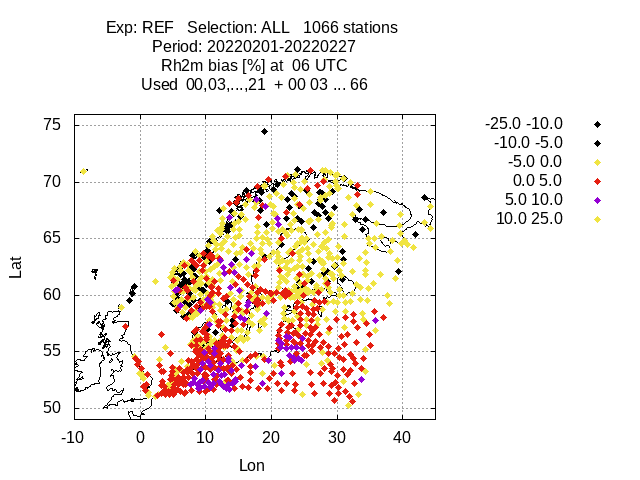 Exp: REF   Selection: ALL   1066 stations
Period: 20220201-20220227
Rh2m bias [%] at  06 UTC
Used  00,03,...,21  + 00 03 ... 66
-25.0 -10.0
-10.0 -5.0
-5.0 0.0
0.0 5.0
5.0 10.0
10.0 25.0
75
70
65
60
55
50
Lat
-10 0 10 20 30 40
Lon